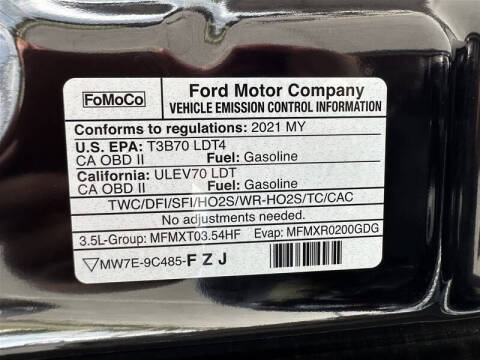 FoMoCo
Ford Motor Company
VEHICLE EMISSION CONTROL INFORMATION
Conforms to regulations: 2021 MY
U.S. EPA: T3B70 LDT4
CA OBD II Fuel: Gasoline
California: ULEV70 LDT
CA OBD II Fuel: Gasoline
TWC/DFI/SFI/HO2S/WR-HO2S/TC/CAC
No adjustments needed.
3.5L-Group: MFMXT03.54HF Evap: MFMXR0200GDG
MW7E-9C485-FZJ